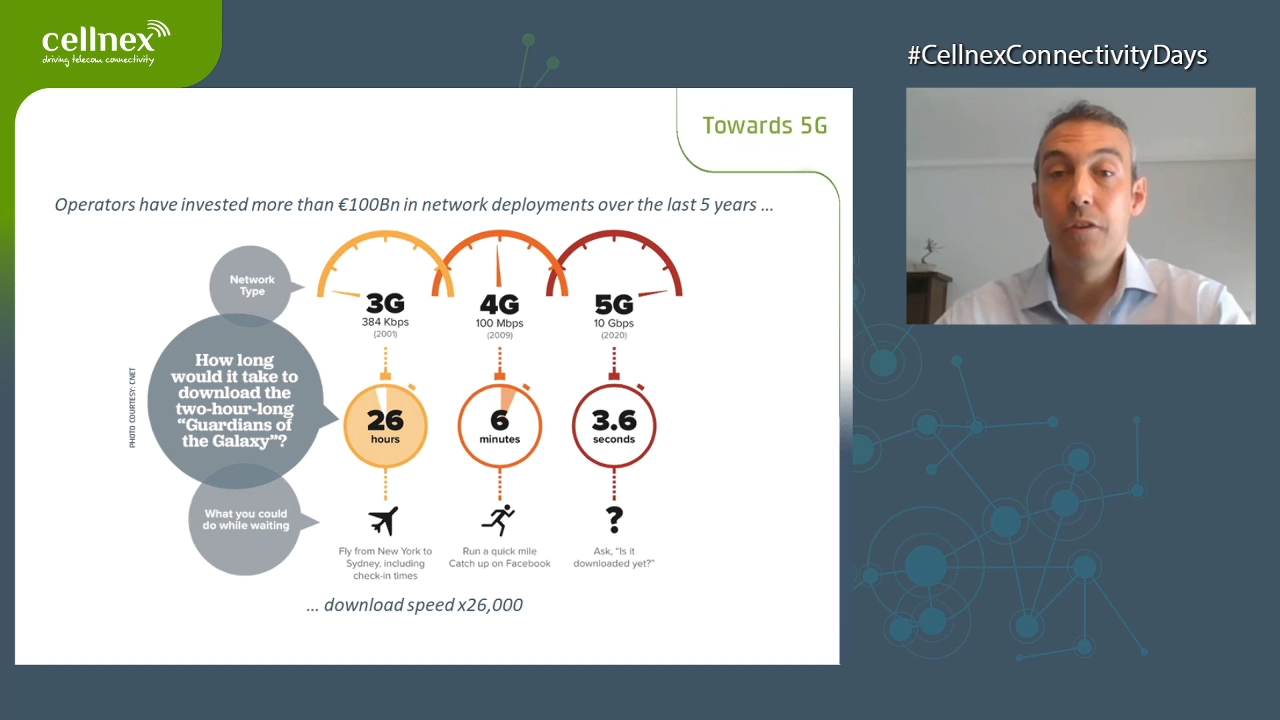 cellnex
driving telecom connectivity
#CellnexConnectivityDays
Towards 5G
Operators have invested more than €100Bn in network deployments over the last 5 years ...
Network
Type
3G
384 Kbps
(2001)
4G
100 Mbps
(2009)
5G
10 Gbps
(2020)
PHOTO COURTESY: CNET
How long
would it take to
download the
two-hour-long
“Guardians of
the Galaxy”?
26
hours
6
minutes
3.6
seconds
What you could
do while waiting
Fly from New York to
Sydney, including
check-in times
?
Run a quick mile
Catch up on Facebook
Ask, “Is it
downloaded yet?”
... download speed x26,000